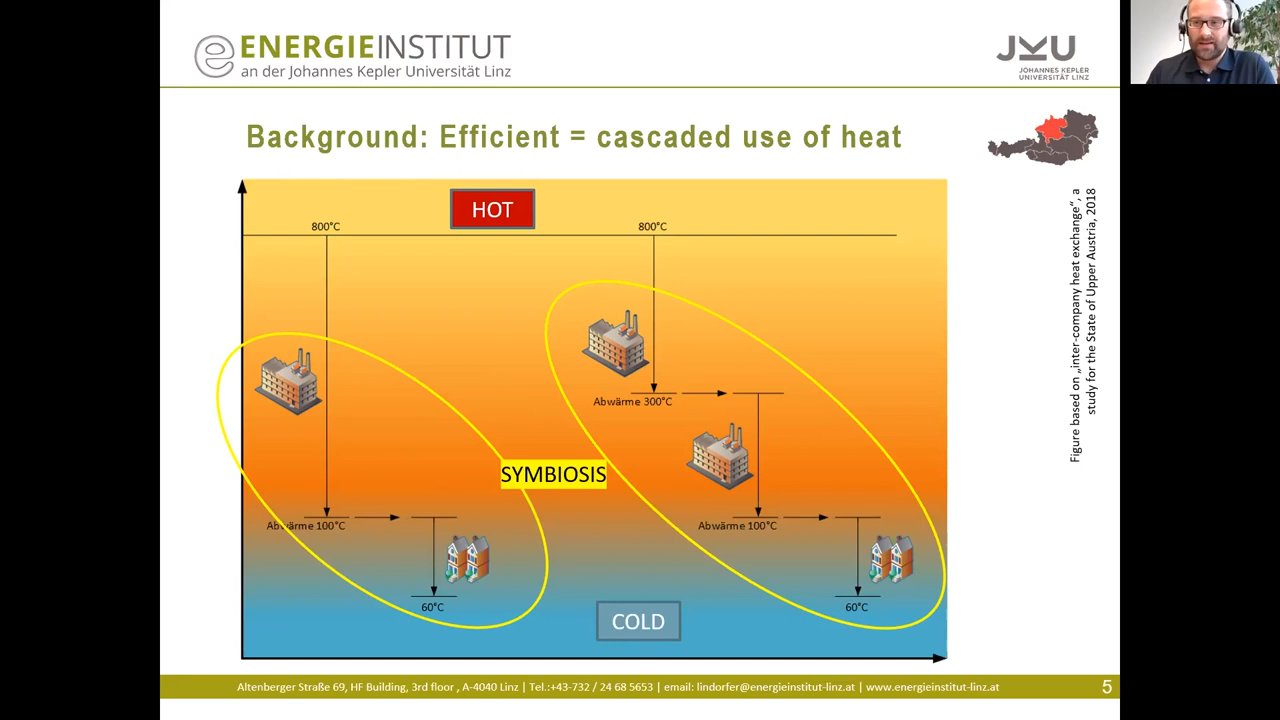 ENERGIEINSTITUT
an der Johannes Kepler Universität Linz
JKU
JOHANNES KEPLER
UNIVERSITÄT LINZ
Background: Efficient = cascaded use of heat
HOT
800°C
800°C
Abwärme 300°C
SYMBIOSIS
Abwärme 100°C
Abwärme 100°C
60°C
60°C
COLD
Figure based on „inter-company heat exchange“, a
study for the State of Upper Austria, 2018
Altenberger Straße 69, HF Building, 3rd floor , A-4040 Linz | Tel.:+43-732 / 24 68 5653 | email: lindorfer@energieinstitut-linz.at | www.energieinstitut-linz.at
5